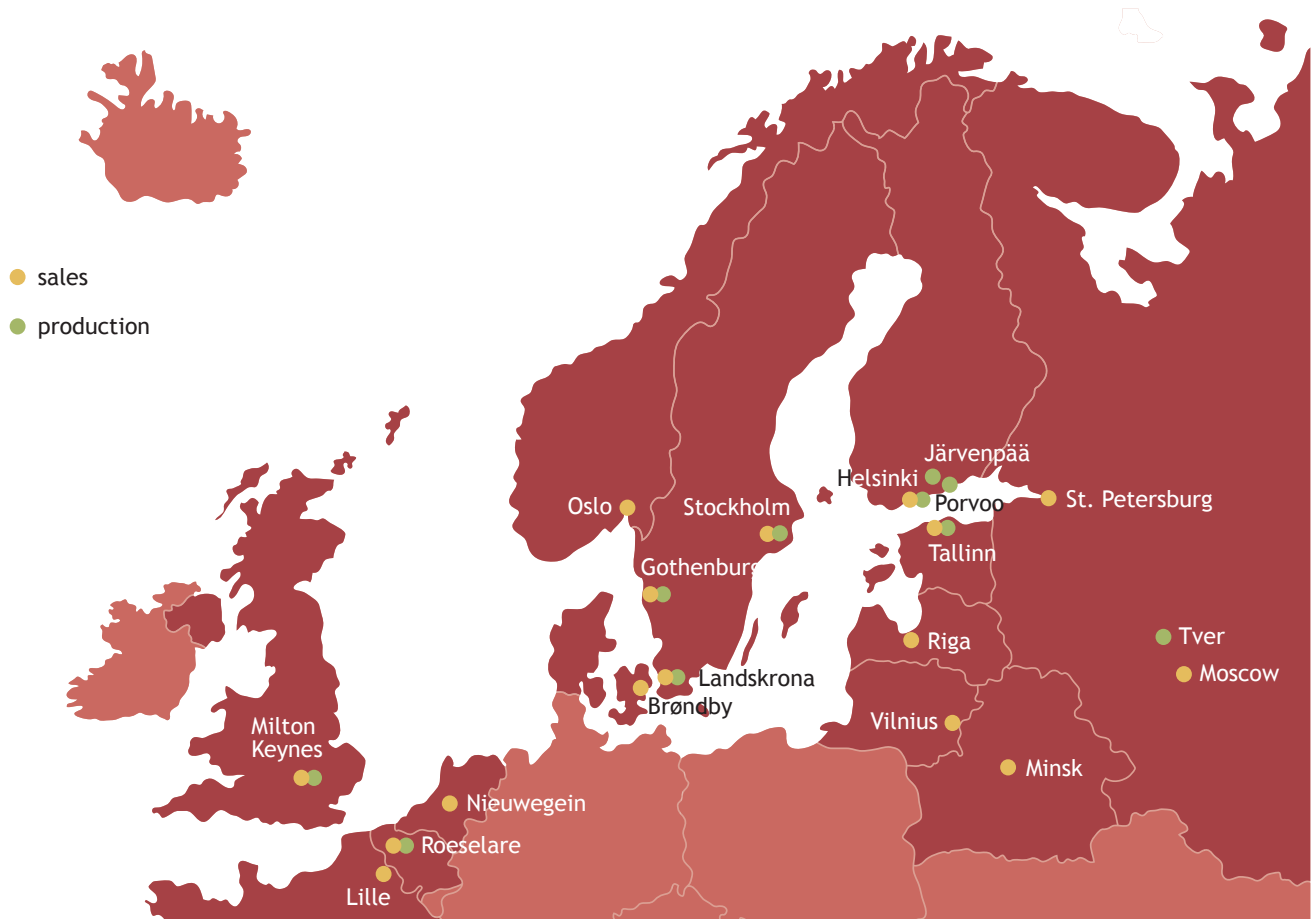 sales
production
Järvenpää
Helsinki
Porvoo
St. Petersburg
Oslo
Stockholm
Tallinn
Gothenburg
Riga
Tver
Moscow
Landskrona
Brøndby
Vilnius
Milton
Keynes
Minsk
Nieuwegein
Roeselare
Lille